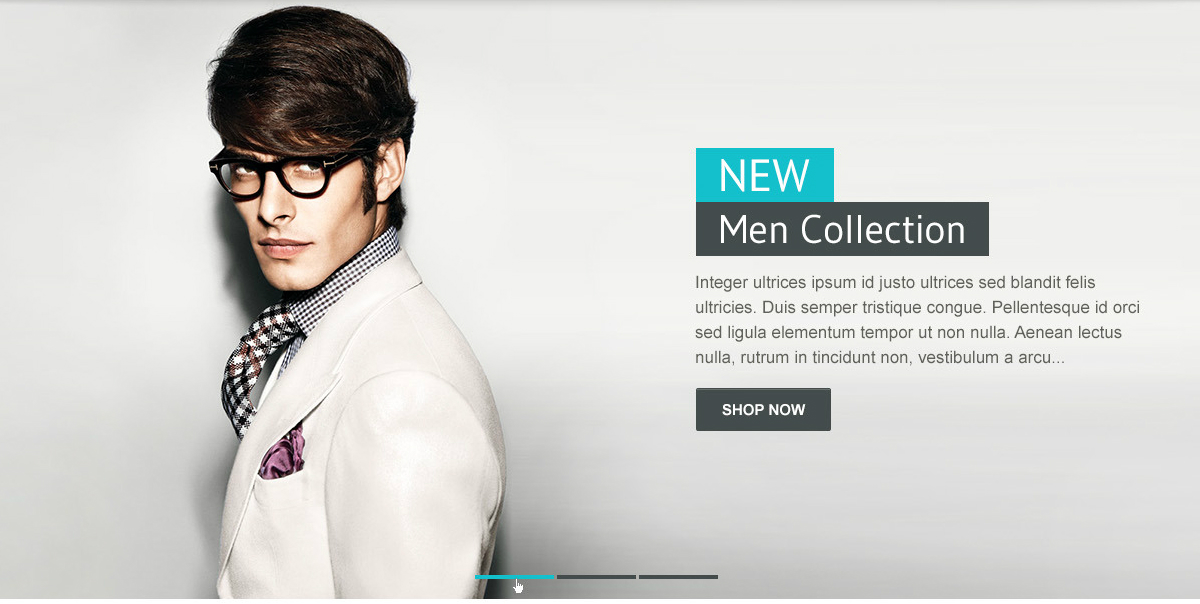 NEW
Men Collection
Integer ultrices ipsum id justo ultrices sed blandit felis
ultricies. Duis semper tristique congue. Pellentesque id orci
sed ligula elementum tempor ut non nulla. Aenean lectus
nulla, rutrum in tincidunt non, vestibulum a arcu...
SHOP NOW